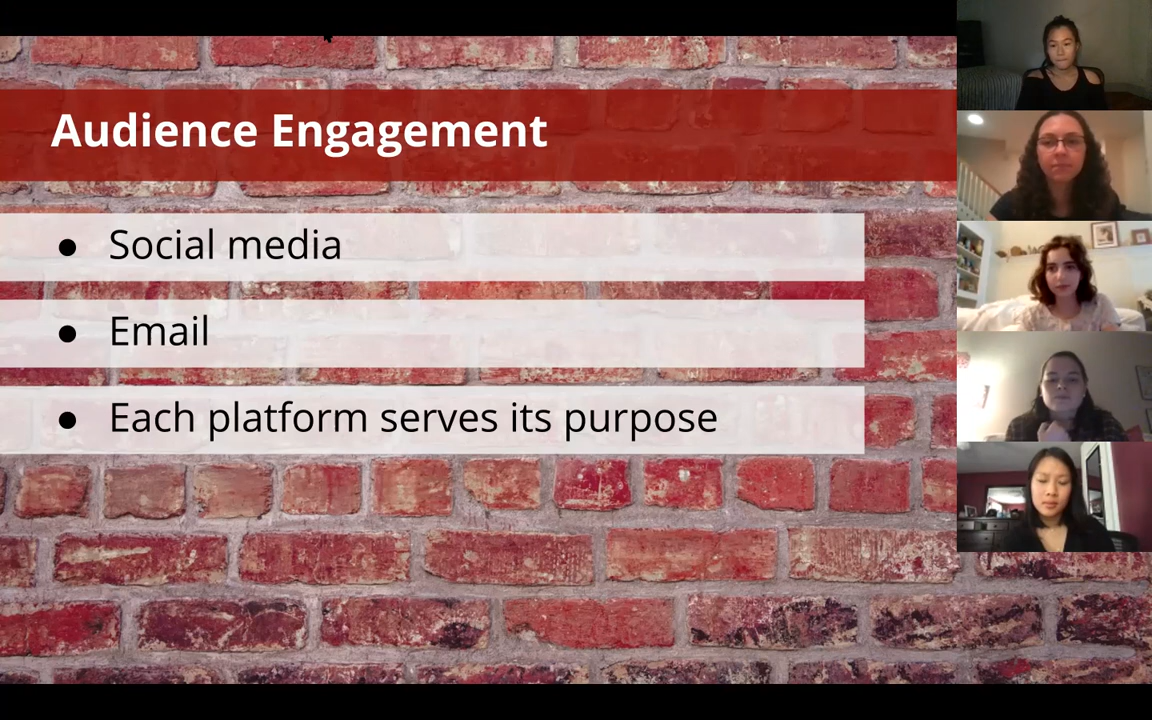 Audience Engagement
● Social media
● Email
● Each platform serves its purpose